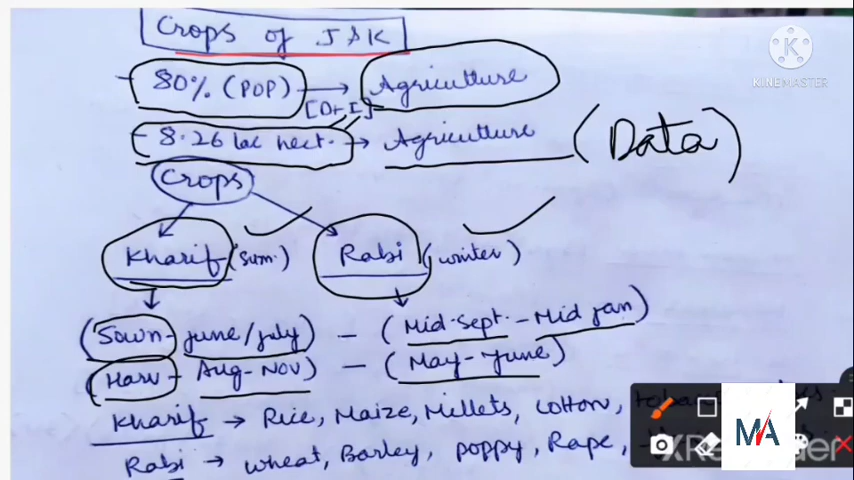 Crops of J&K
- 80% (POP) → Agriculture
[D+I]
- 8.26 lac hect. → Agriculture (Data)
Crops
Kharif (sum.) Rabi (winter)
(Sown - June/July) - (Mid-Sept. - Mid Jan)
(Harv - Aug-Nov) - (May-June)
Kharif → Rice, Maize, Millets, Cotton,
Rabi → Wheat, Barley, Poppy, Rape,
K
KINEMASTER
MA
XRecorder